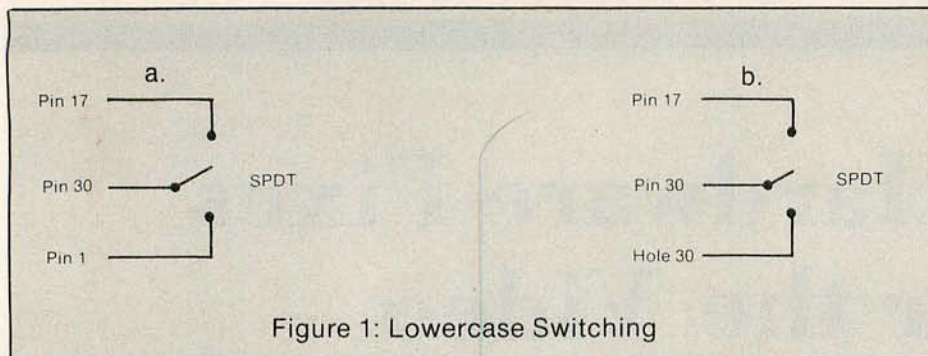 a.
Pin 17
Pin 30
SPDT
Pin 1
b.
Pin 17
Pin 30
SPDT
Hole 30
Figure 1: Lowercase Switching